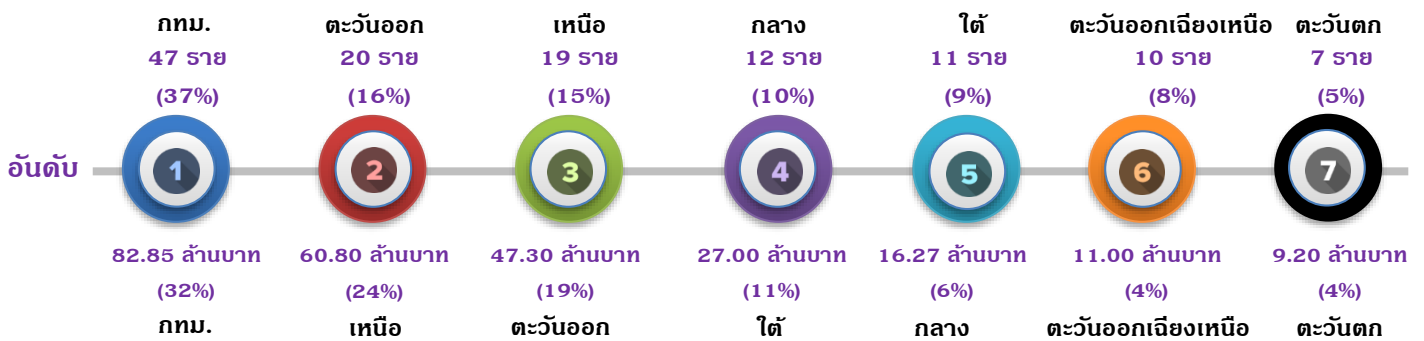 กทม. ตะวันออก เหนือ กลาง ใต้ ตะวันออกเฉียงเหนือ ตะวันตก
47 ราย 20 ราย 19 ราย 12 ราย 11 ราย 10 ราย 7 ราย
(37%) (16%) (15%) (10%) (9%) (8%) (5%)
อันดับ 1 2 3 4 5 6 7
82.85 ล้านบาท 60.80 ล้านบาท 47.30 ล้านบาท 27.00 ล้านบาท 16.27 ล้านบาท 11.00 ล้านบาท 9.20 ล้านบาท
(32%) (24%) (19%) (11%) (6%) (4%) (4%)
กทม. เหนือ ตะวันออก ใต้ กลาง ตะวันออกเฉียงเหนือ ตะวันตก